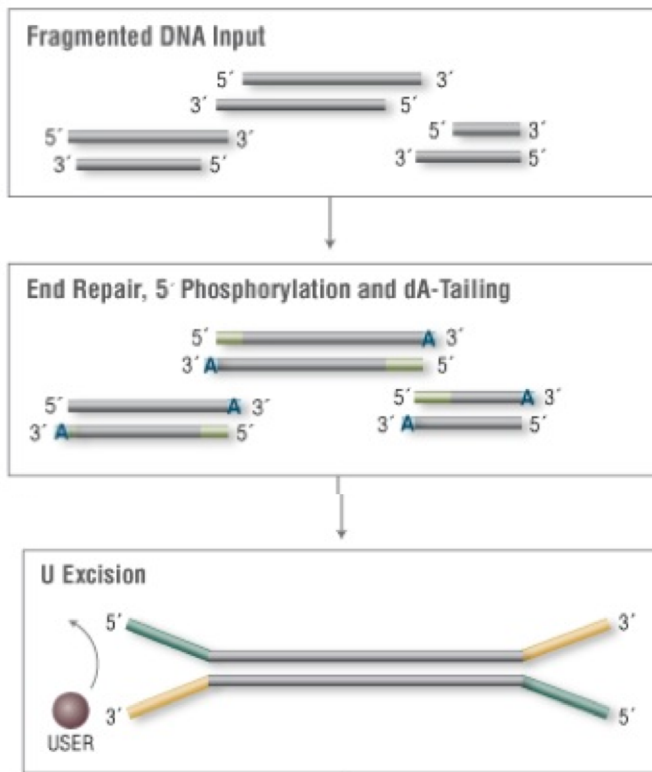 Fragmented DNA Input
5´ 3´
3´ 5´
5´ 3´
5´ 3´
3´ 5´
3´ 5´
End Repair, 5´ Phosphorylation and dA-Tailing
5´ A 3´
3´ A 5´
5´ A 3´
5´ A 3´
3´ A 5´
3´ A 5´
U Excision
5´ 3´
3´ 5´
USER